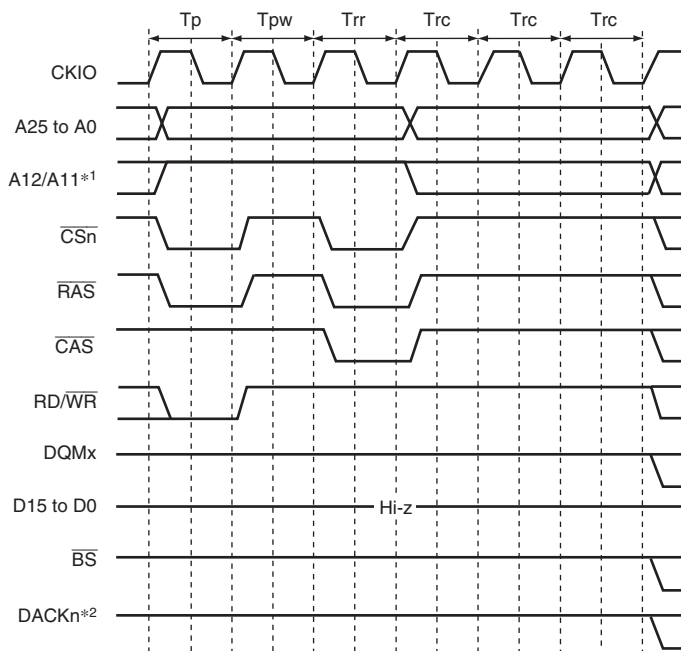 Tp Tpw Trr Trc Trc Trc
CKIO
A25 to A0
A12/A11*1
CSn
RAS
CAS
RD/WR
DQMx
D15 to D0
Hi-z
BS
DACKn*2